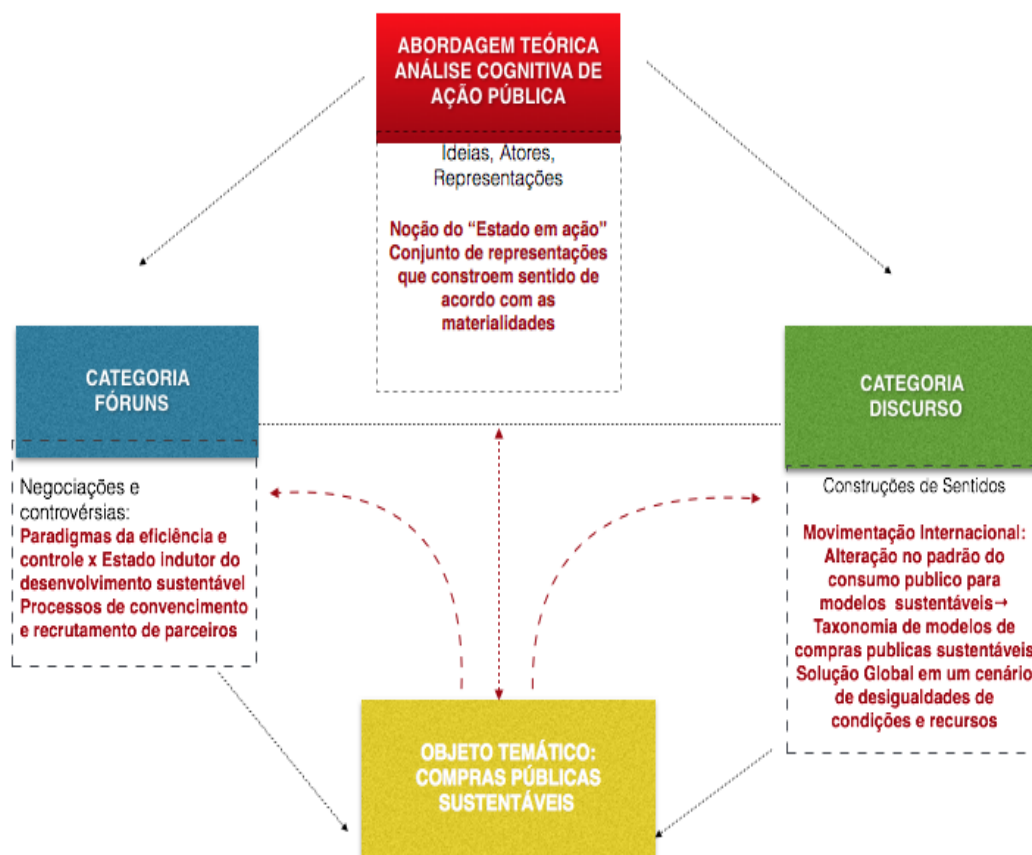 ABORDAGEM TEÓRICA
ANÁLISE COGNITIVA DE
AÇÃO PÚBLICA
Ideias, Atores,
Representações
Noção do “Estado em ação”
Conjunto de representações
que constroem sentido de
acordo com as
materialidades
CATEGORIA
FÓRUNS
Negociações e
controvérsias:
Paradigmas da eficiência e
controle x Estado indutor do
desenvolvimento sustentável
Processos de convencimento
e recrutamento de parceiros
CATEGORIA
DISCURSO
Construções de Sentidos
Movimentação Internacional:
Alteração no padrão do
consumo publico para
modelos sustentáveis→
Taxonomia de modelos de
compras publicas sustentáveis
Solução Global em um cenário
de desigualdades de
condições e recursos
OBJETO TEMÁTICO:
COMPRAS PÚBLICAS
SUSTENTÁVEIS